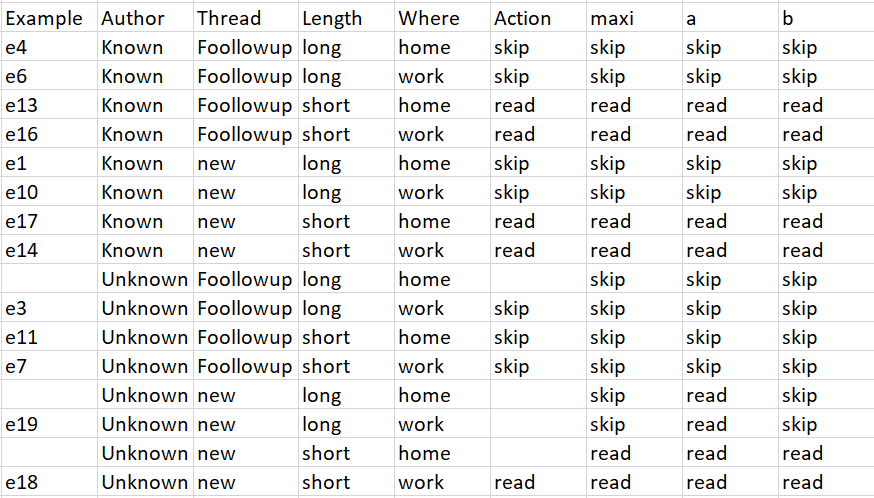 Example Author Thread Length Where Action maxi a b
e4 Known Foollowup long home skip skip skip skip
e6 Known Foollowup long work skip skip skip skip
e13 Known Foollowup short home read read read read
e16 Known Foollowup short work read read read read
e1 Known new long home skip skip skip skip
e10 Known new long work skip skip skip skip
e17 Known new short home read read read read
e14 Known new short work read read read read
Unknown Foollowup long home skip skip skip
e3 Unknown Foollowup long work skip skip skip skip
e11 Unknown Foollowup short home skip skip skip skip
e7 Unknown Foollowup short work skip skip skip skip
Unknown new long home skip read skip
e19 Unknown new long work skip read skip
Unknown new short home read read read
e18 Unknown new short work read read read read